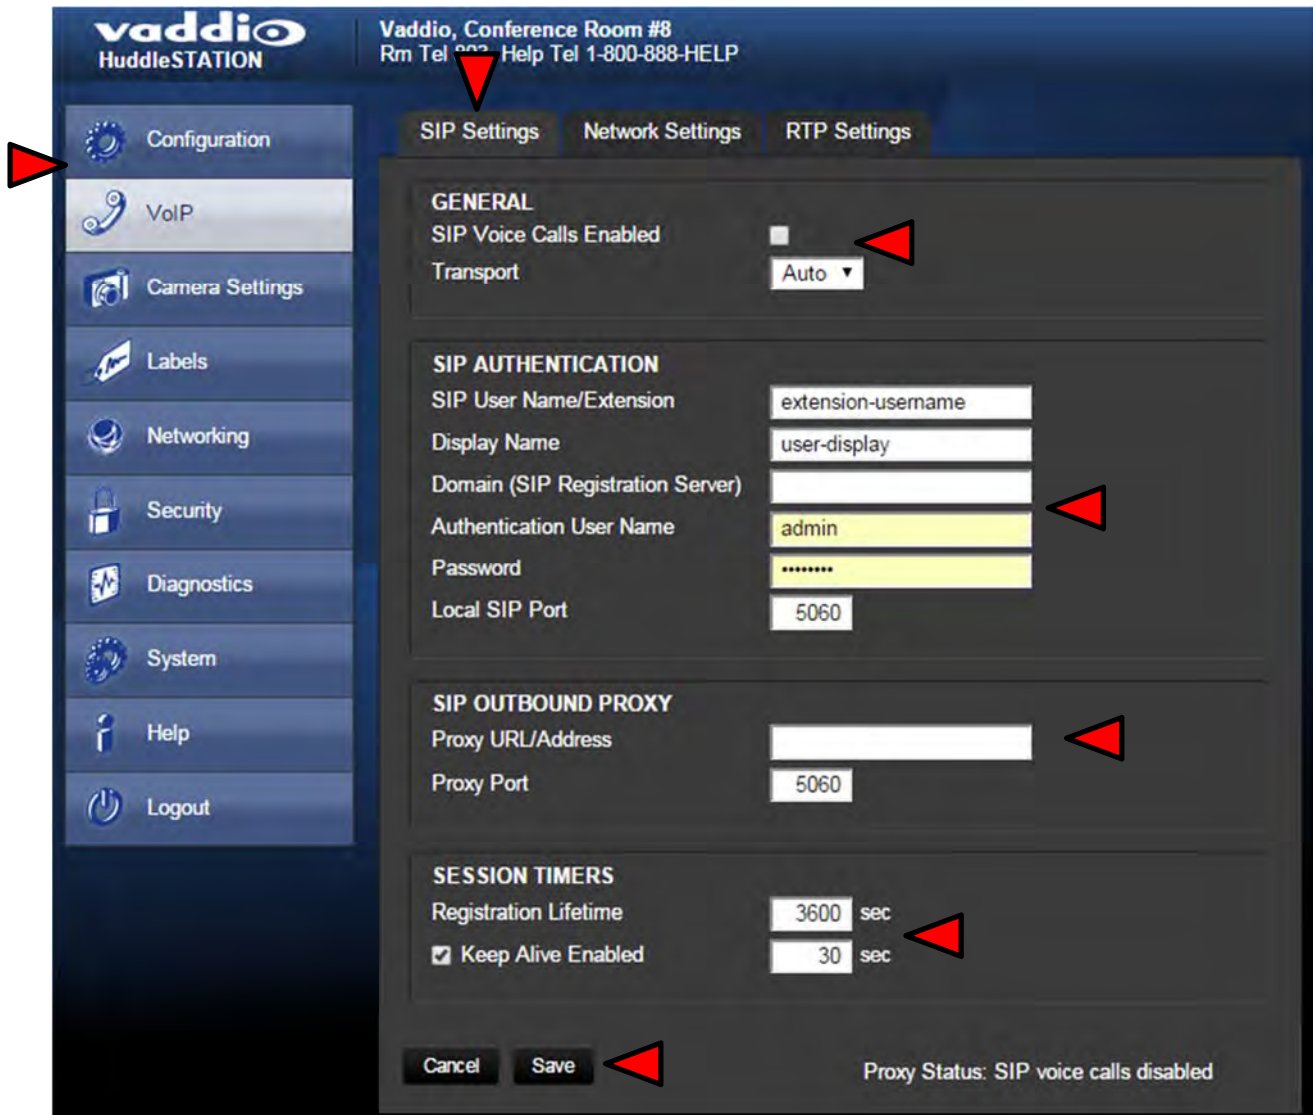 vaddio
HuddleSTATION
Vaddio, Conference Room #8
Rm Tel Help Tel 1-800-888-HELP
Configuration
VoIP
Camera Settings
Labels
Networking
Security
Diagnostics
System
Help
Logout
SIP Settings Network Settings RTP Settings
GENERAL
SIP Voice Calls Enabled
Transport Auto
SIP AUTHENTICATION
SIP User Name/Extension extension-username
Display Name user-display
Domain (SIP Registration Server)
Authentication User Name admin
Password ••••••••
Local SIP Port 5060
SIP OUTBOUND PROXY
Proxy URL/Address
Proxy Port 5060
SESSION TIMERS
Registration Lifetime 3600 sec
Keep Alive Enabled 30 sec
Cancel Save Proxy Status: SIP voice calls disabled